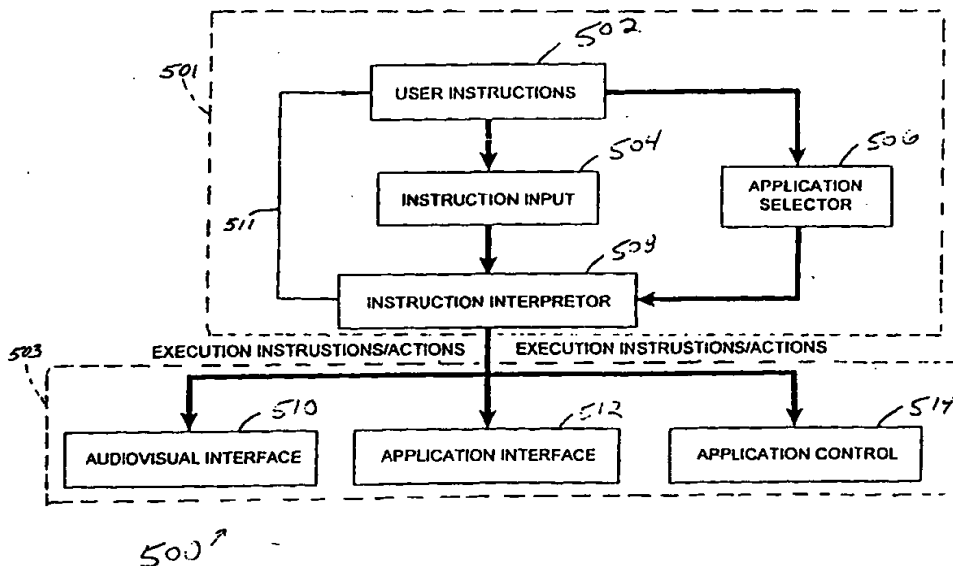 502
501
USER INSTRUCTIONS
504
506
INSTRUCTION INPUT
APPLICATION
SELECTOR
511
508
INSTRUCTION INTERPRETOR
503
EXECUTION INSTRUSTIONS/ACTIONS
EXECUTION INSTRUSTIONS/ACTIONS
510
512
514
AUDIOVISUAL INTERFACE
APPLICATION INTERFACE
APPLICATION CONTROL
500